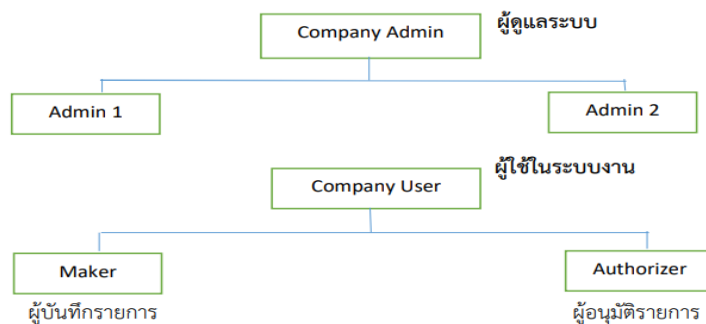 Company Admin
ผู้ดูแลระบบ
Admin 1
Admin 2
Company User
ผู้ใช้ในระบบงาน
Maker
Authorizer
ผู้บันทึกรายการ
ผู้อนุมัติรายการ